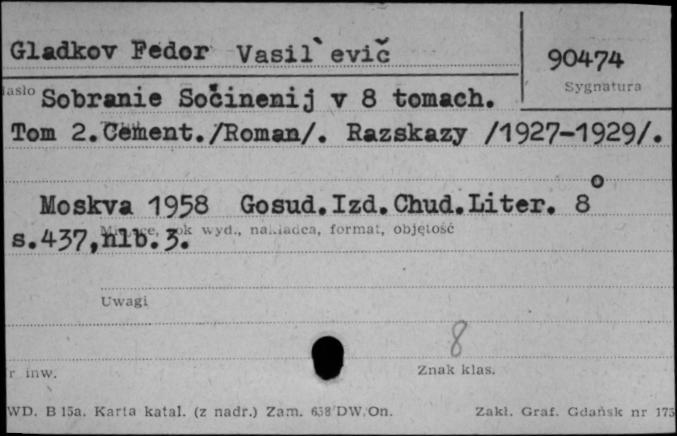 Gladkov Fedor Vasil`evič
90474
Sygnatura
Sobranie Sočinenij v 8 tomach.
Tom 2.Cement./Roman/. Razskazy /1927-1929/.
Moskva 1958 Gosud.Izd.Chud.Liter. 8°
wyd., nakładca, format, objętość
s.437,nlb.3.
Uwagi
8
r inw.
Znak klas.
WD. B 15a. Karta katal. (z nadr.) Zam. 638 DW.On.
Zakł. Graf. Gdańsk nr 175